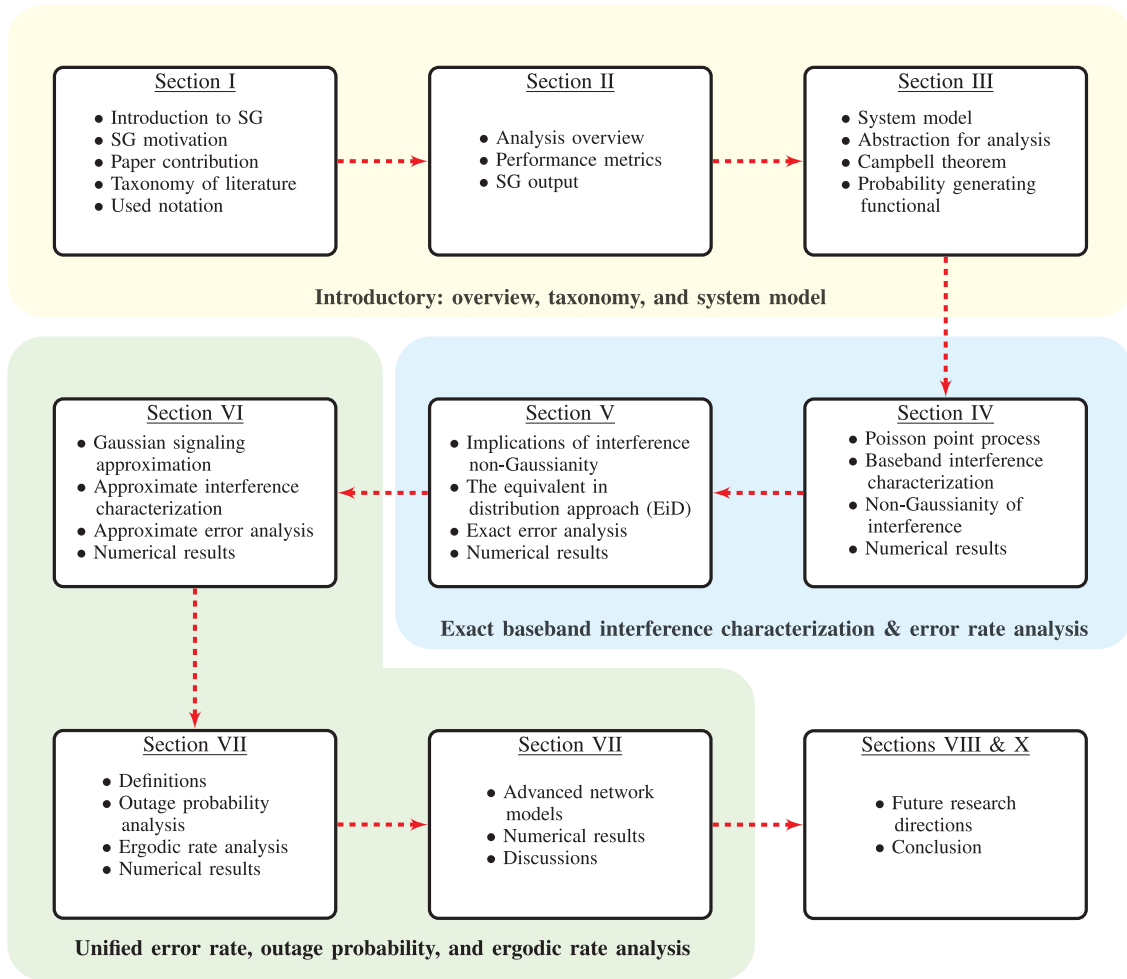 Section I
● Introduction to SG
● SG motivation
● Paper contribution
● Taxonomy of literature
● Used notation
Section II
● Analysis overview
● Performance metrics
● SG output
Section III
● System model
● Abstraction for analysis
● Campbell theorem
● Probability generating
functional
Introductory: overview, taxonomy, and system model
Section IV
● Poisson point process
● Baseband interference
characterization
● Non-Gaussianity of
interference
● Numerical results
Section V
● Implications of interference
non-Gaussianity
● The equivalent in
distribution approach (EiD)
● Exact error analysis
● Numerical results
Exact baseband interference characterization & error rate analysis
Section VI
● Gaussian signaling
approximation
● Approximate interference
characterization
● Approximate error analysis
● Numerical results
Section VII
● Definitions
● Outage probability
analysis
● Ergodic rate analysis
● Numerical results
Section VII
● Advanced network
models
● Numerical results
● Discussions
Unified error rate, outage probability, and ergodic rate analysis
Sections VIII & X
● Future research
directions
● Conclusion